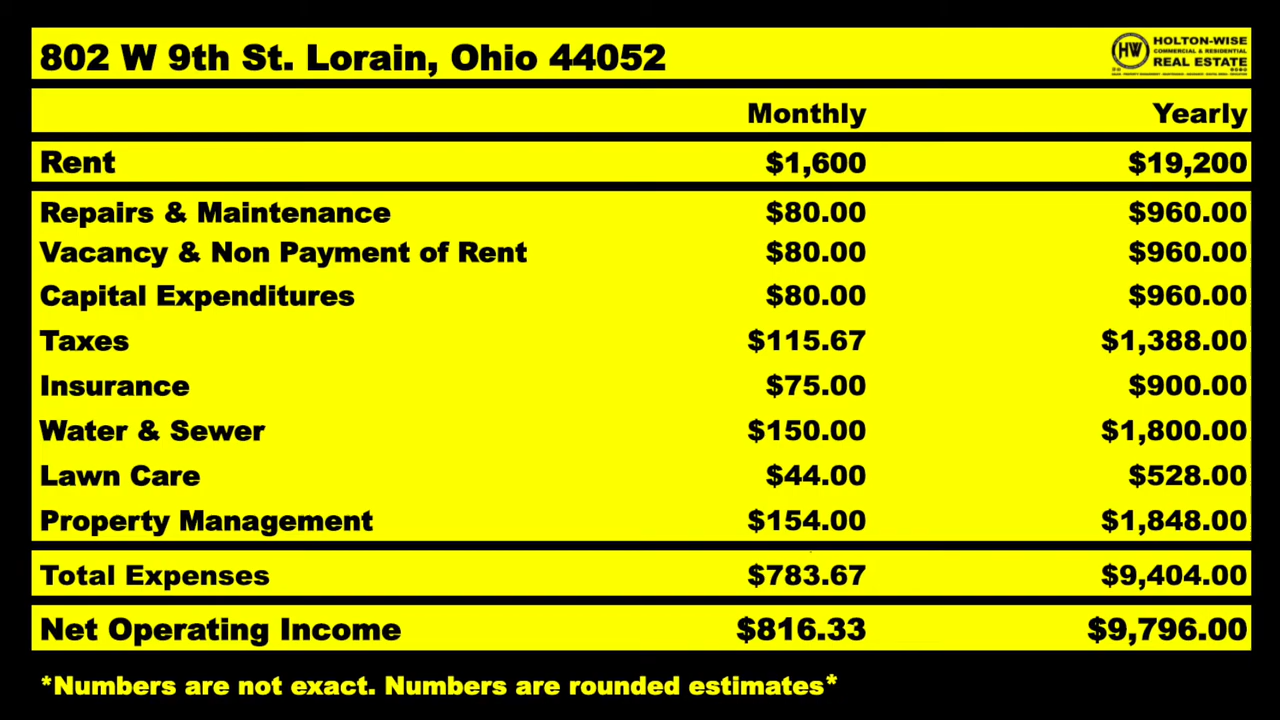 802 W 9th St. Lorain, Ohio 44052
HW
HOLTON-WISE
COMMERCIAL & RESIDENTIAL
REAL ESTATE
Monthly Yearly
Rent $1,600 $19,200
Repairs & Maintenance $80.00 $960.00
Vacancy & Non Payment of Rent $80.00 $960.00
Capital Expenditures $80.00 $960.00
Taxes $115.67 $1,388.00
Insurance $75.00 $900.00
Water & Sewer $150.00 $1,800.00
Lawn Care $44.00 $528.00
Property Management $154.00 $1,848.00
Total Expenses $783.67 $9,404.00
Net Operating Income $816.33 $9,796.00
*Numbers are not exact. Numbers are rounded estimates*